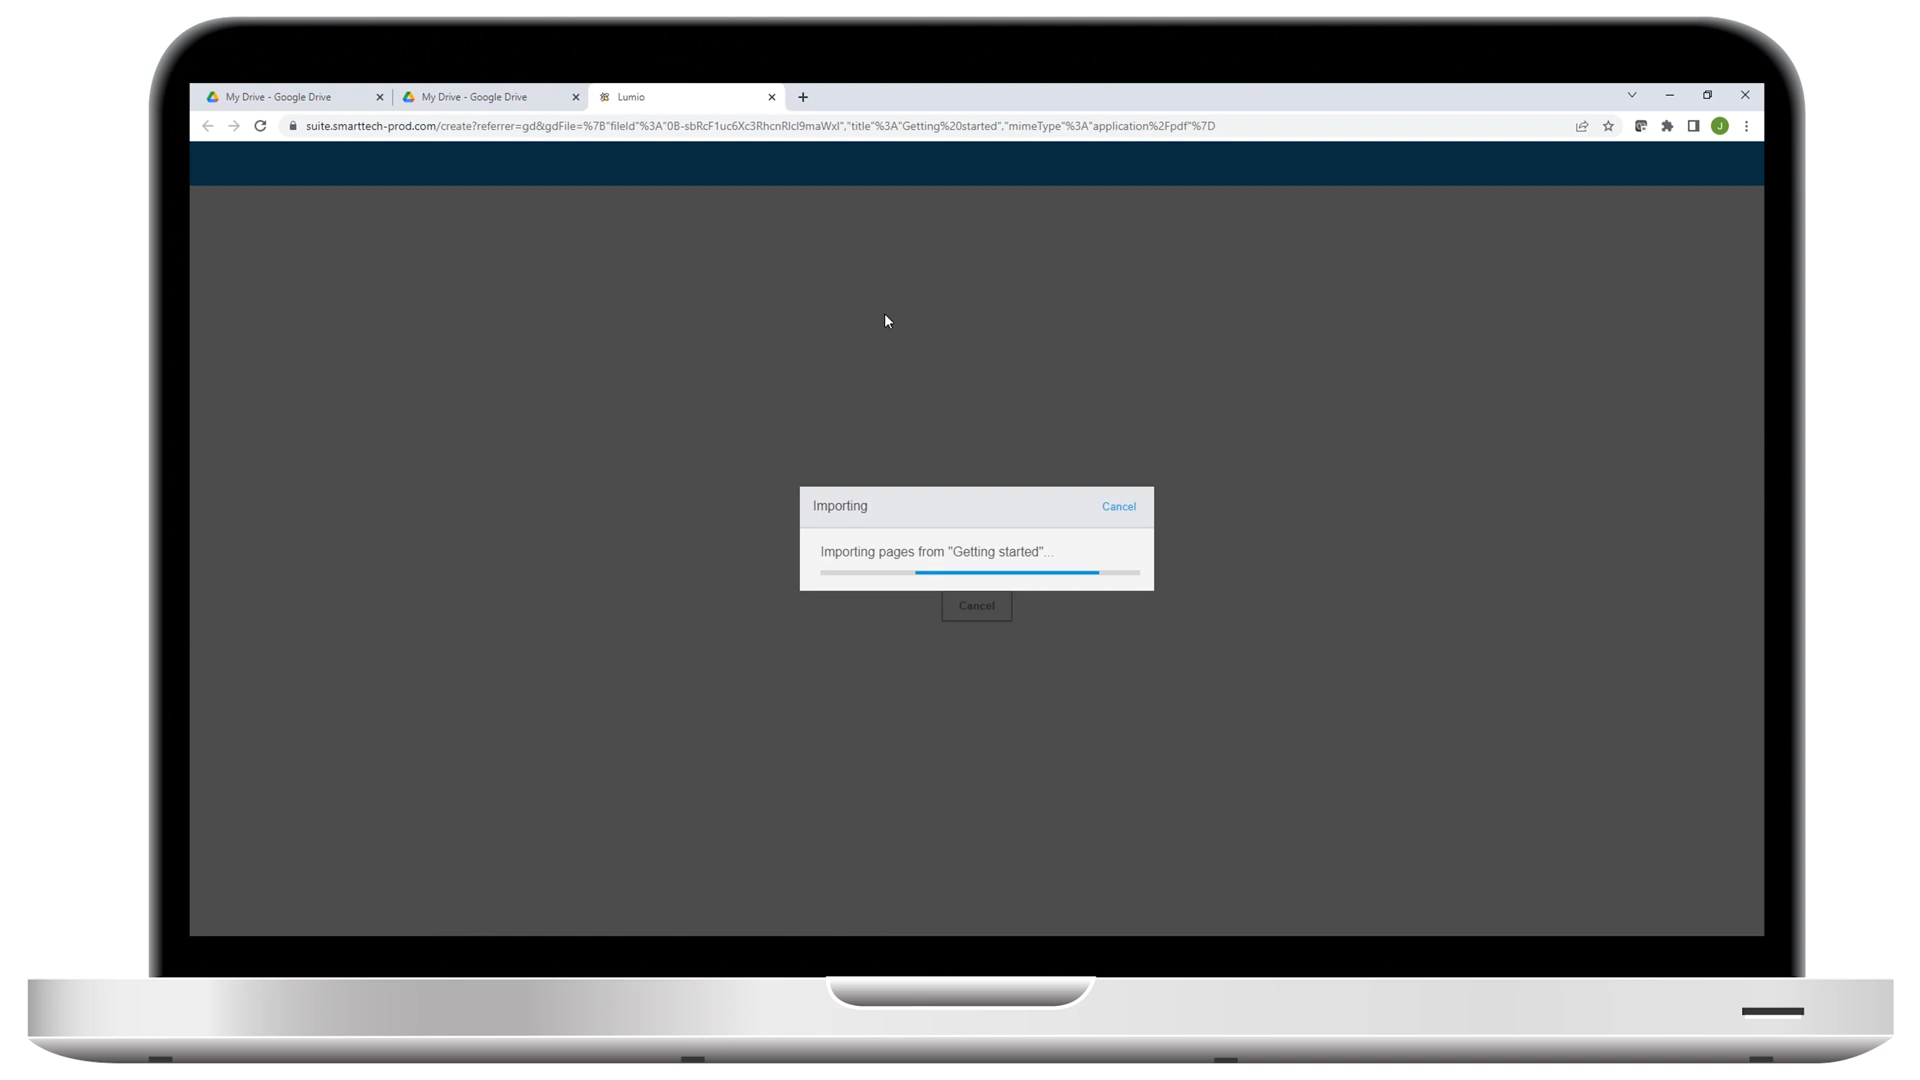 My Drive - Google Drive
My Drive - Google Drive
Lumio
suite.smarttech-prod.com/create?referrer=gd&gdFile=%7B"fileId"%3A"0B-sbRcF1uc6Xc3RhcnRlcl9maWxl","title"%3A"Getting%20started","mimeType"%3A"application%2Fpdf"%7D
J
Importing
Cancel
Importing pages from "Getting started"...
Cancel